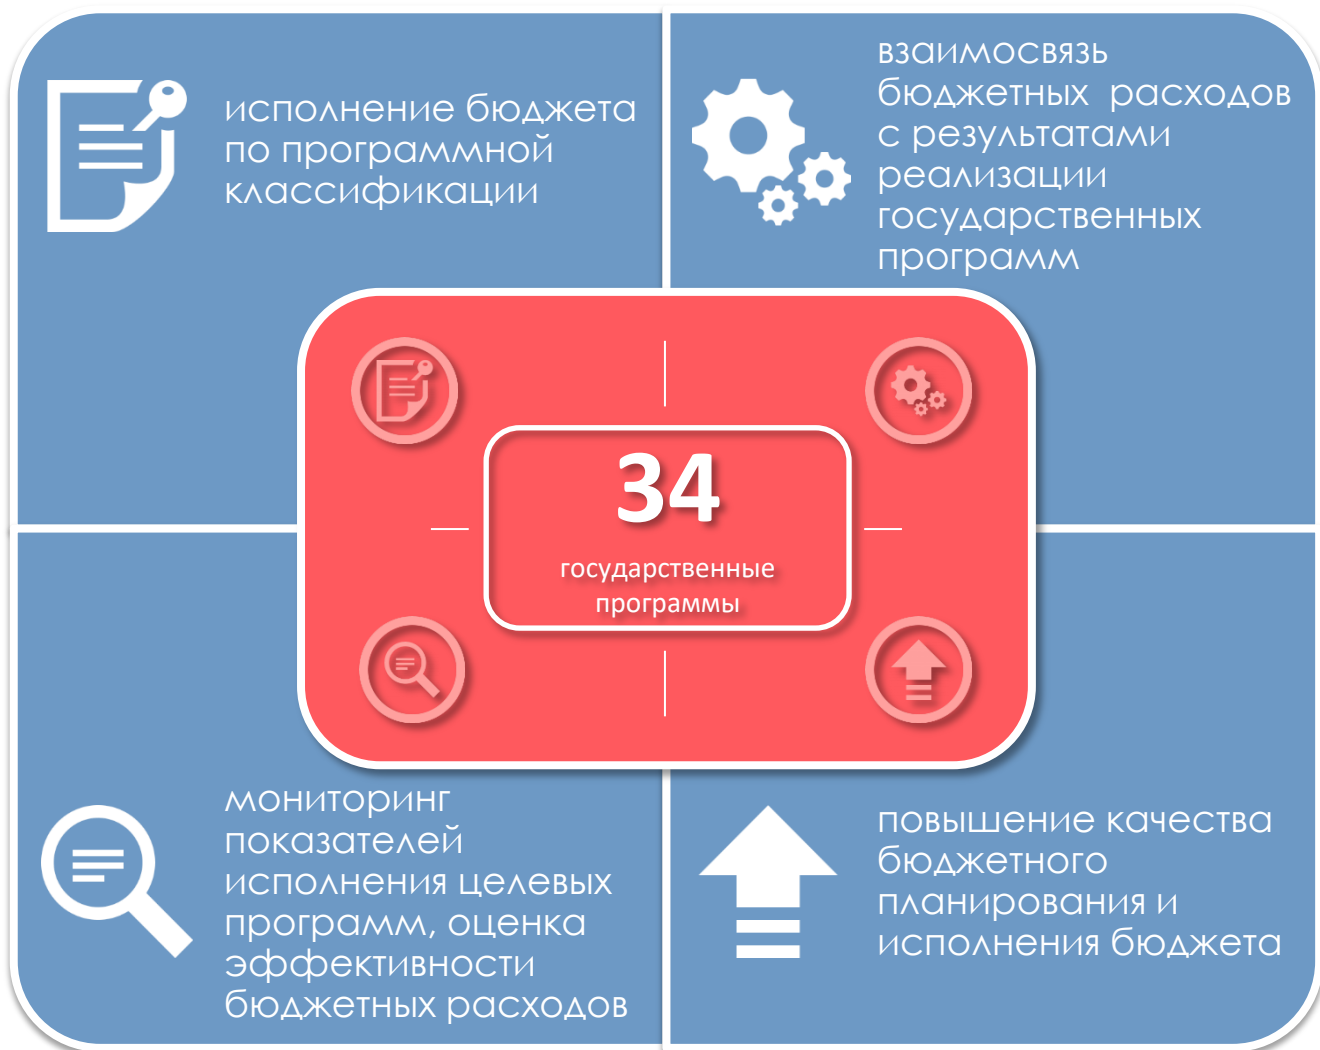 исполнение бюджета
по программной
классификации
взаимосвязь
бюджетных расходов
с результатами
реализации
государственных
программ
34
государственные
программы
мониторинг
показателей
исполнения целевых
программ, оценка
эффективности
бюджетных расходов
повышение качества
бюджетного
планирования и
исполнения бюджета